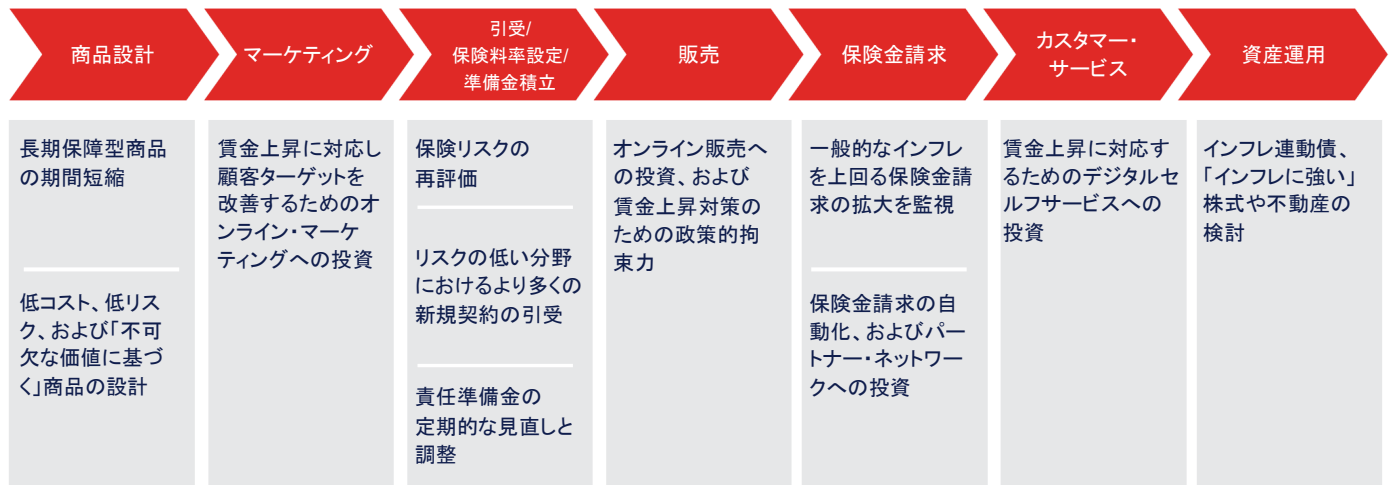 商品設計
マーケティング
引受/
保険料率設定/
準備金積立
販売
保険金請求
カスタマー・
サービス
資産運用
長期保障型商品
の期間短縮
低コスト、低リス
ク、および「不可
欠な価値に基づ
く」商品の設計
賃金上昇に対応し
顧客ターゲットを
改善するためのオ
ンライン・マーケ
ティングへの投資
保険リスクの
再評価
リスクの低い分野
におけるより多くの
新規契約の引受
責任準備金の
定期的な見直しと
調整
オンライン販売へ
の投資、および
賃金上昇対策の
ための政策的拘
束力
一般的なインフレ
を上回る保険金請
求の拡大を監視
保険金請求の自
動化、およびパー
トナー・ネットワー
クへの投資
賃金上昇に対応す
るためのデジタルセ
ルフサービスへの
投資
インフレ連動債、
「インフレに強い」
株式や不動産の
検討